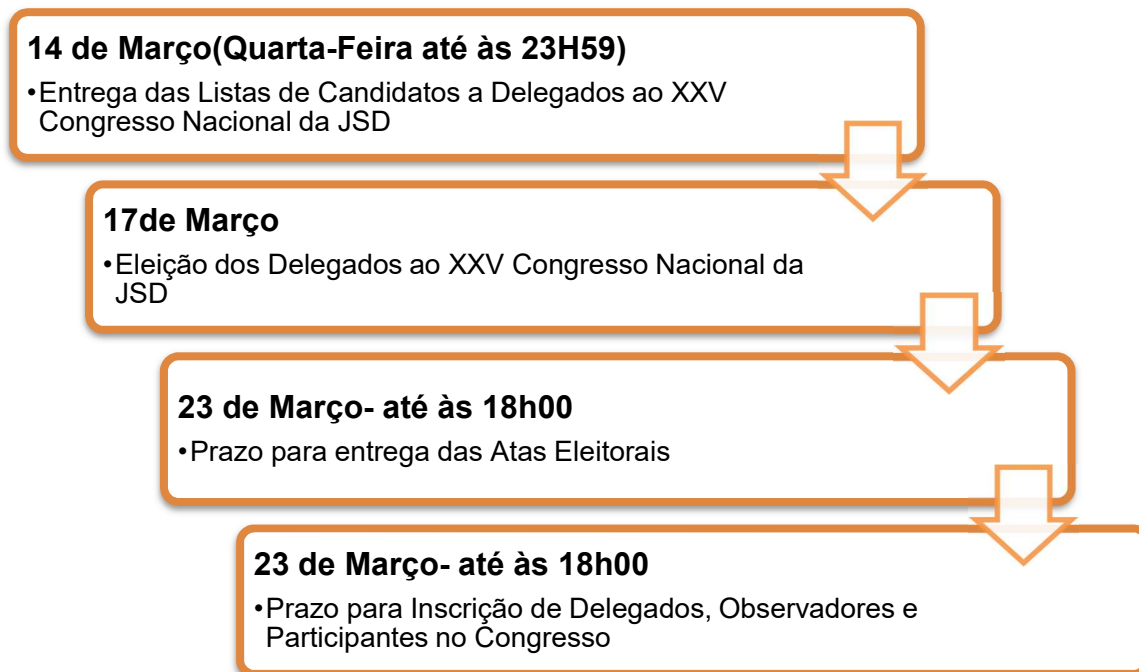 14 de Março(Quarta-Feira até às 23H59)
•Entrega das Listas de Candidatos a Delegados ao XXV
Congresso Nacional da JSD
17de Março
•Eleição dos Delegados ao XXV Congresso Nacional da
JSD
23 de Março- até às 18h00
•Prazo para entrega das Atas Eleitorais
23 de Março- até às 18h00
•Prazo para Inscrição de Delegados, Observadores e
Participantes no Congresso